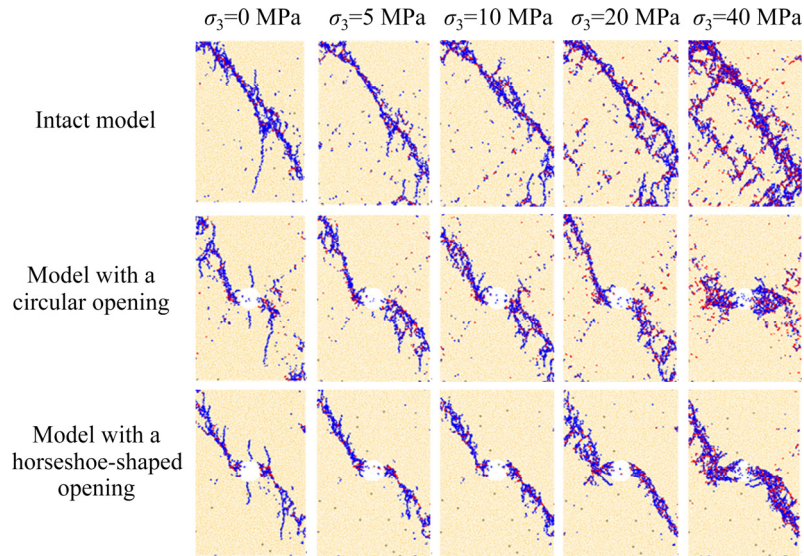 σ₃=0 MPa σ₃=5 MPa σ₃=10 MPa σ₃=20 MPa σ₃=40 MPa
Intact model
Model with a
circular opening
Model with a
horseshoe-shaped
opening